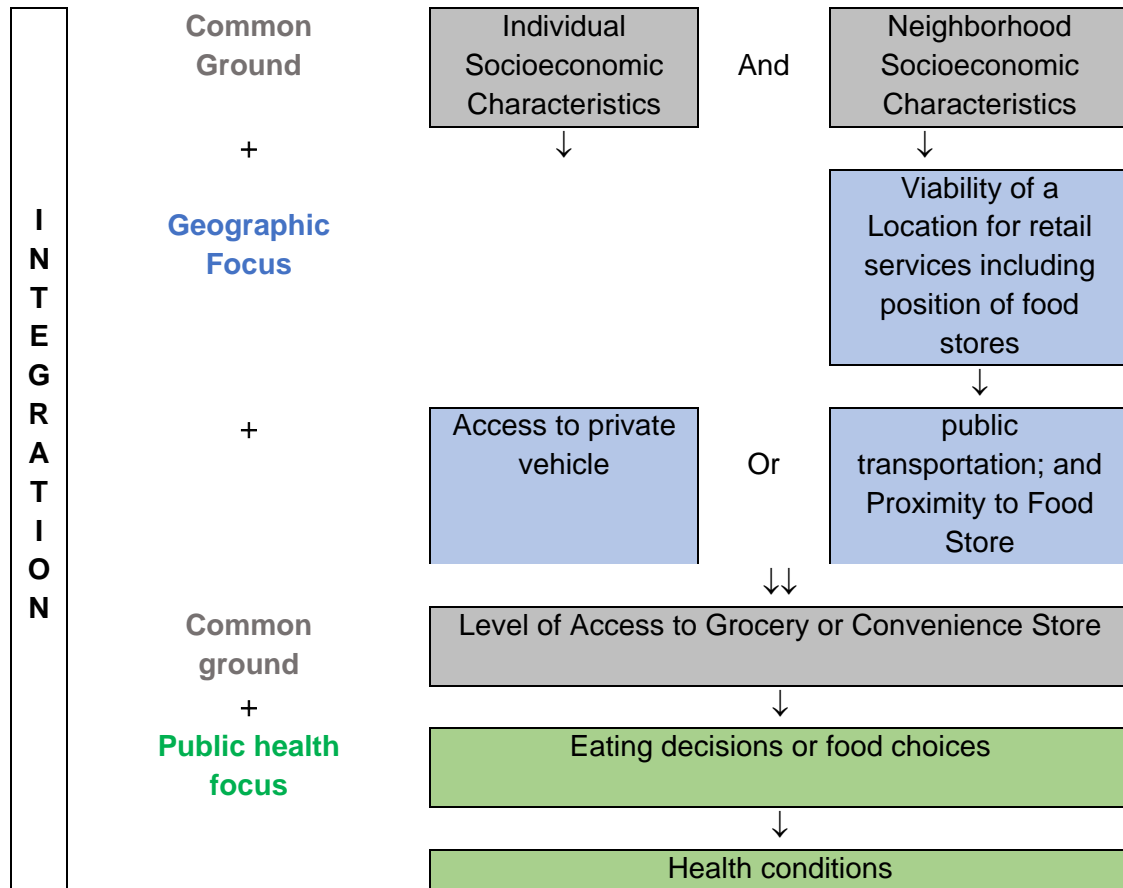 I
N
T
E
G
R
A
T
I
O
N
Common
Ground
+
Geographic
Focus
+
Common
ground
+
Public health
focus
Individual
Socioeconomic
Characteristics
And
Neighborhood
Socioeconomic
Characteristics
↓
↓
Viability of a
Location for retail
services including
position of food
stores
↓
Access to private
vehicle
Or
public
transportation; and
Proximity to Food
Store
↓↓
Level of Access to Grocery or Convenience Store
↓
Eating decisions or food choices
↓
Health conditions